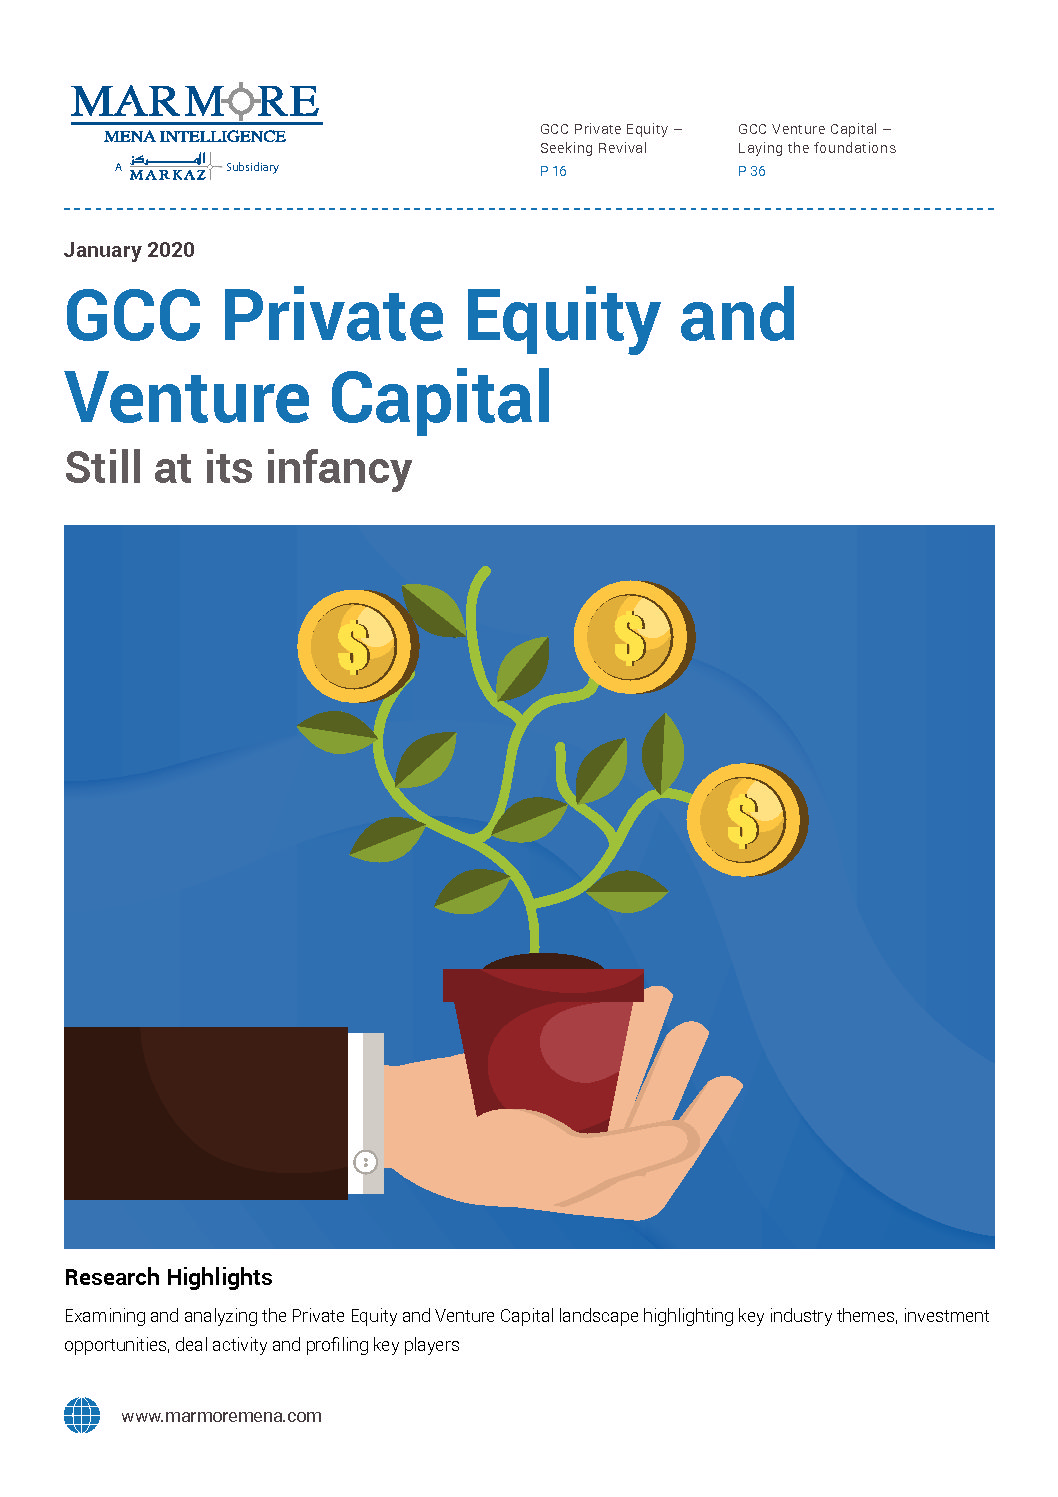 MARMORE
MENA INTELLIGENCE
A مركز المالي MARKAZ Subsidiary
GCC Private Equity –
Seeking Revival
P 16
GCC Venture Capital –
Laying the foundations
P 36
January 2020
GCC Private Equity and
Venture Capital
Still at its infancy
$
$
$
Research Highlights
Examining and analyzing the Private Equity and Venture Capital landscape highlighting key industry themes, investment
opportunities, deal activity and profiling key players
www.marmoremena.com